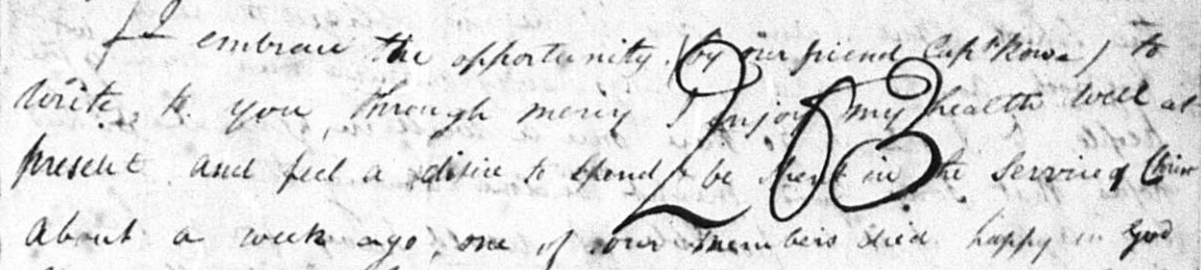 I embrace the opportunity (by our friend Capt Rowe) to
write to you, through mercy I enjoy my health well at
present and feel a desire to spend & be spent in the service of Christ
263
about a week ago, one of our members died happy in God